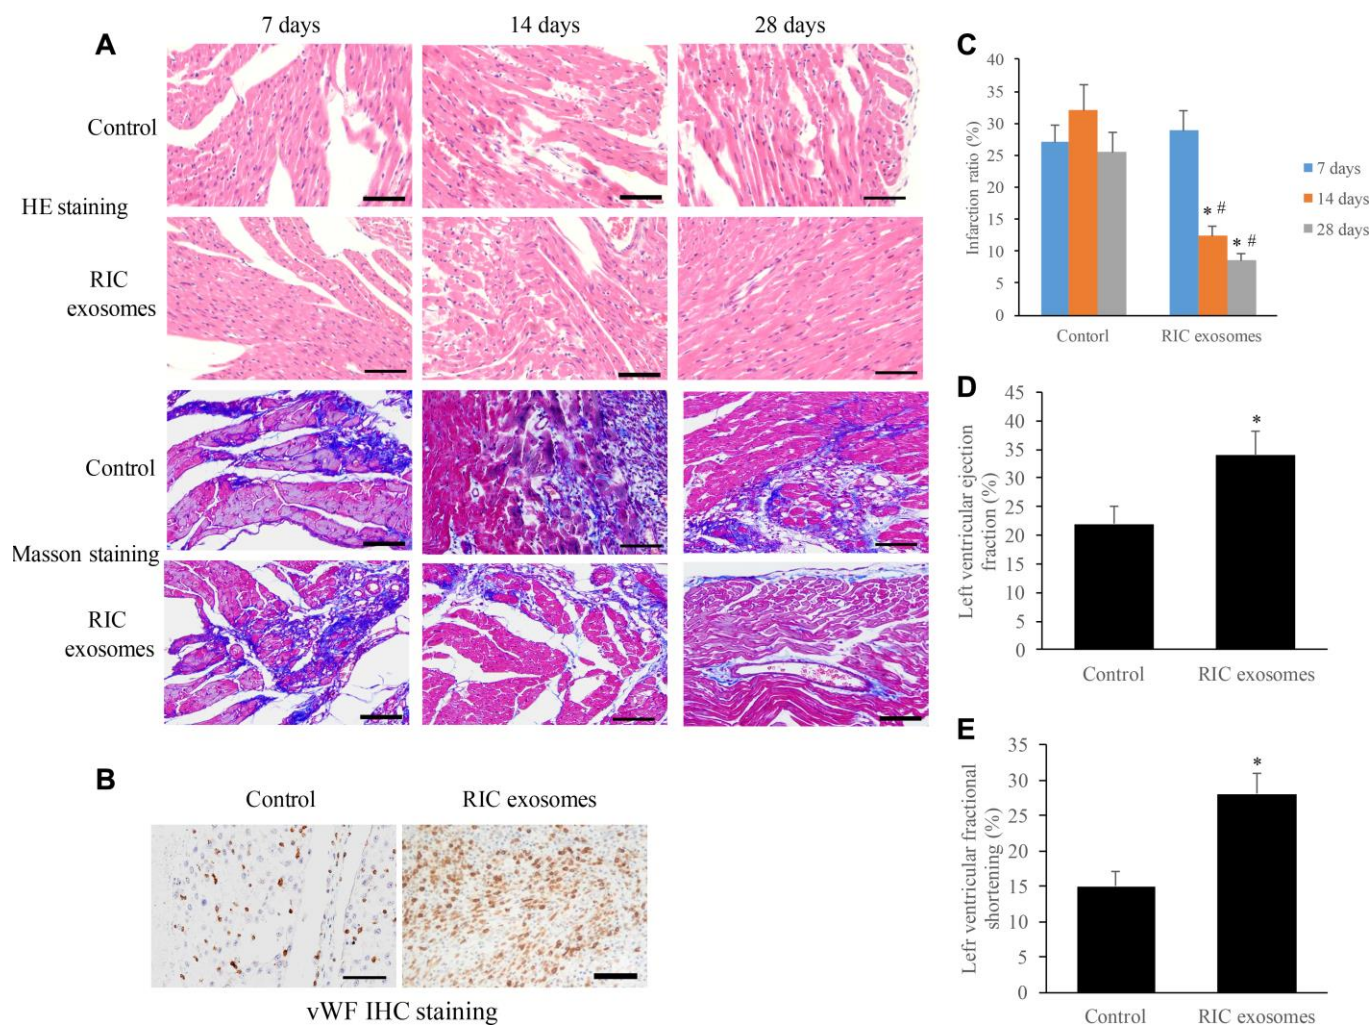 A
7 days
14 days
28 days
Control
HE staining
RIC
exosomes
Control
Masson staining
RIC
exosomes
B
Control
RIC exosomes
vWF IHC staining
C
Infarction ratio (%)
40
35
30
25
20
15
10
5
0
* #
* #
Contorl
RIC exosomes
7 days
14 days
28 days
D
Left ventricular ejection
fraction (%)
45
40
35
30
25
20
15
10
5
0
*
Control
RIC exosomes
E
Lefr ventricular fractional
shortening (%)
35
30
25
20
15
10
5
0
*
Control
RIC exosomes